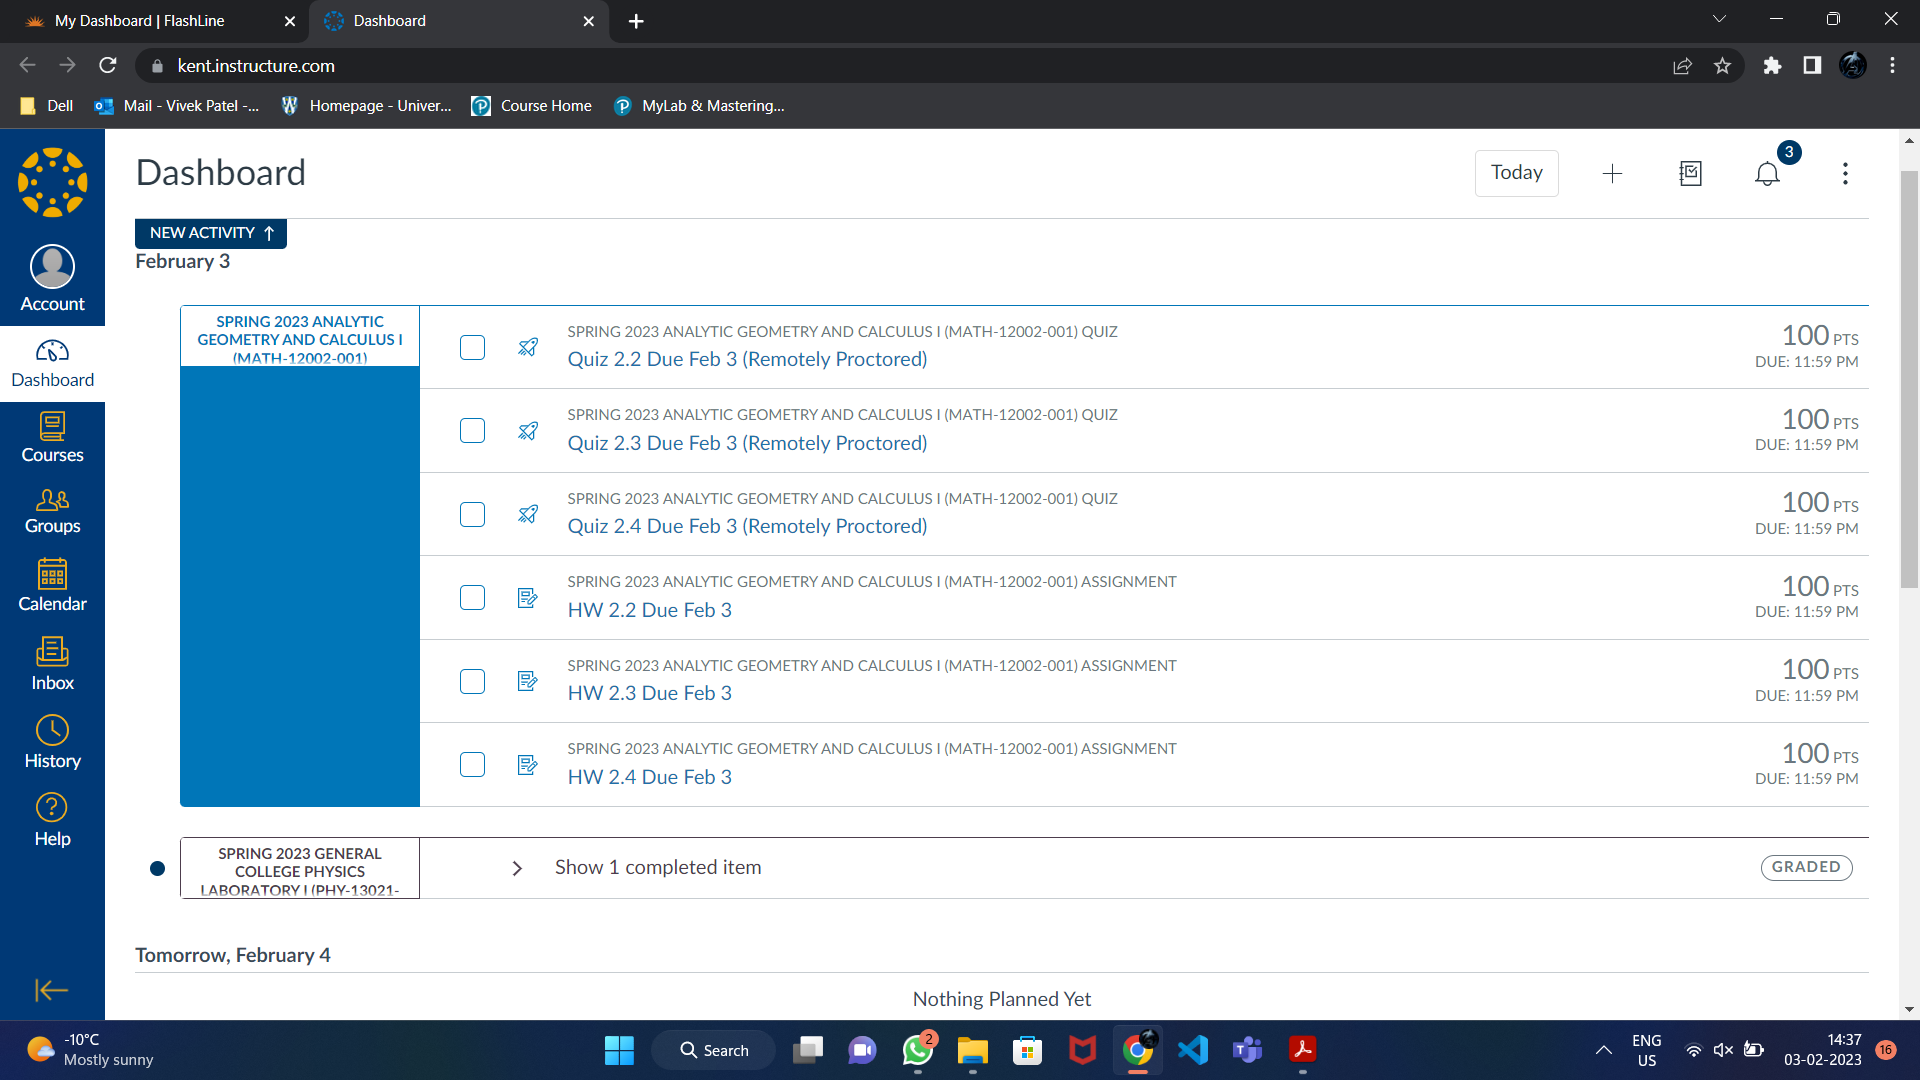 My Dashboard | FlashLine
Dashboard
kent.instructure.com
Dell
Mail - Vivek Patel -...
Homepage - Univer...
Course Home
MyLab & Mastering...
Dashboard
Today
3
NEW ACTIVITY ↑
February 3
Account
Dashboard
Courses
Groups
Calendar
Inbox
History
Help
SPRING 2023 ANALYTIC
GEOMETRY AND CALCULUS I
(MATH-12002-001)
SPRING 2023 ANALYTIC GEOMETRY AND CALCULUS I (MATH-12002-001) QUIZ
Quiz 2.2 Due Feb 3 (Remotely Proctored)
100 PTS
DUE: 11:59 PM
SPRING 2023 ANALYTIC GEOMETRY AND CALCULUS I (MATH-12002-001) QUIZ
Quiz 2.3 Due Feb 3 (Remotely Proctored)
100 PTS
DUE: 11:59 PM
SPRING 2023 ANALYTIC GEOMETRY AND CALCULUS I (MATH-12002-001) QUIZ
Quiz 2.4 Due Feb 3 (Remotely Proctored)
100 PTS
DUE: 11:59 PM
SPRING 2023 ANALYTIC GEOMETRY AND CALCULUS I (MATH-12002-001) ASSIGNMENT
HW 2.2 Due Feb 3
100 PTS
DUE: 11:59 PM
SPRING 2023 ANALYTIC GEOMETRY AND CALCULUS I (MATH-12002-001) ASSIGNMENT
HW 2.3 Due Feb 3
100 PTS
DUE: 11:59 PM
SPRING 2023 ANALYTIC GEOMETRY AND CALCULUS I (MATH-12002-001) ASSIGNMENT
HW 2.4 Due Feb 3
100 PTS
DUE: 11:59 PM
SPRING 2023 GENERAL
COLLEGE PHYSICS
LABORATORY I (PHY-13021-
Show 1 completed item
GRADED
Tomorrow, February 4
Nothing Planned Yet
-10°C
Mostly sunny
Search
2
ENG
US
14:37
03-02-2023
16